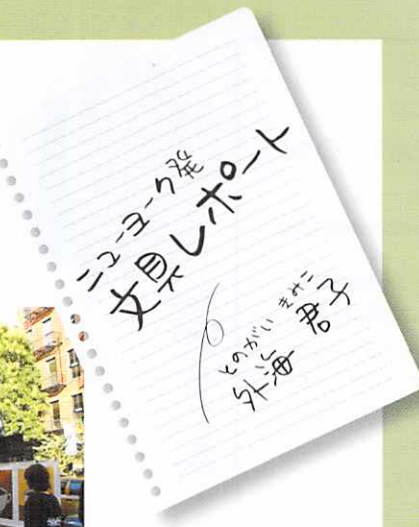 ニューヨーク発
文具レポート
とのがい きみこ
外海 君子